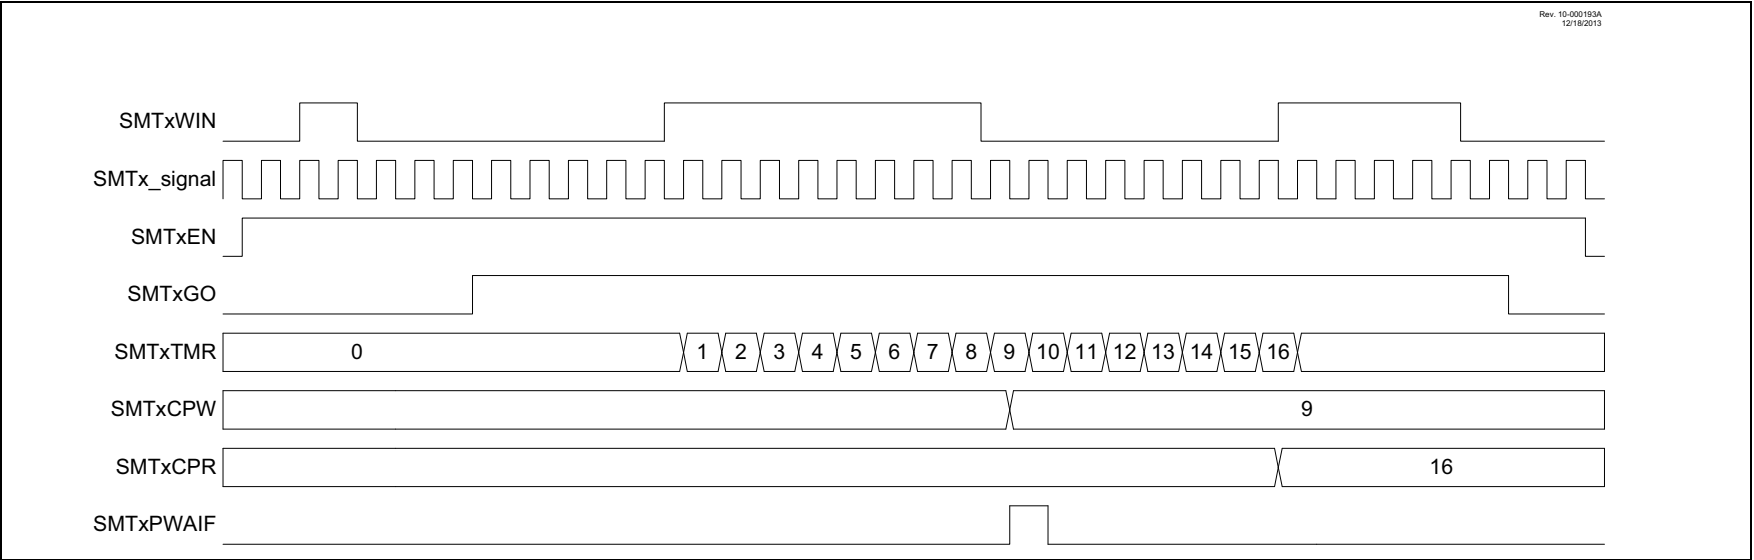 Rev. 10-000193A
12/18/2013
SMTxWIN
SMTx_signal
SMTxEN
SMTxGO
SMTxTMR 0 1 2 3 4 5 6 7 8 9 10 11 12 13 14 15 16
SMTxCPW 9
SMTxCPR 16
SMTxPWAIF